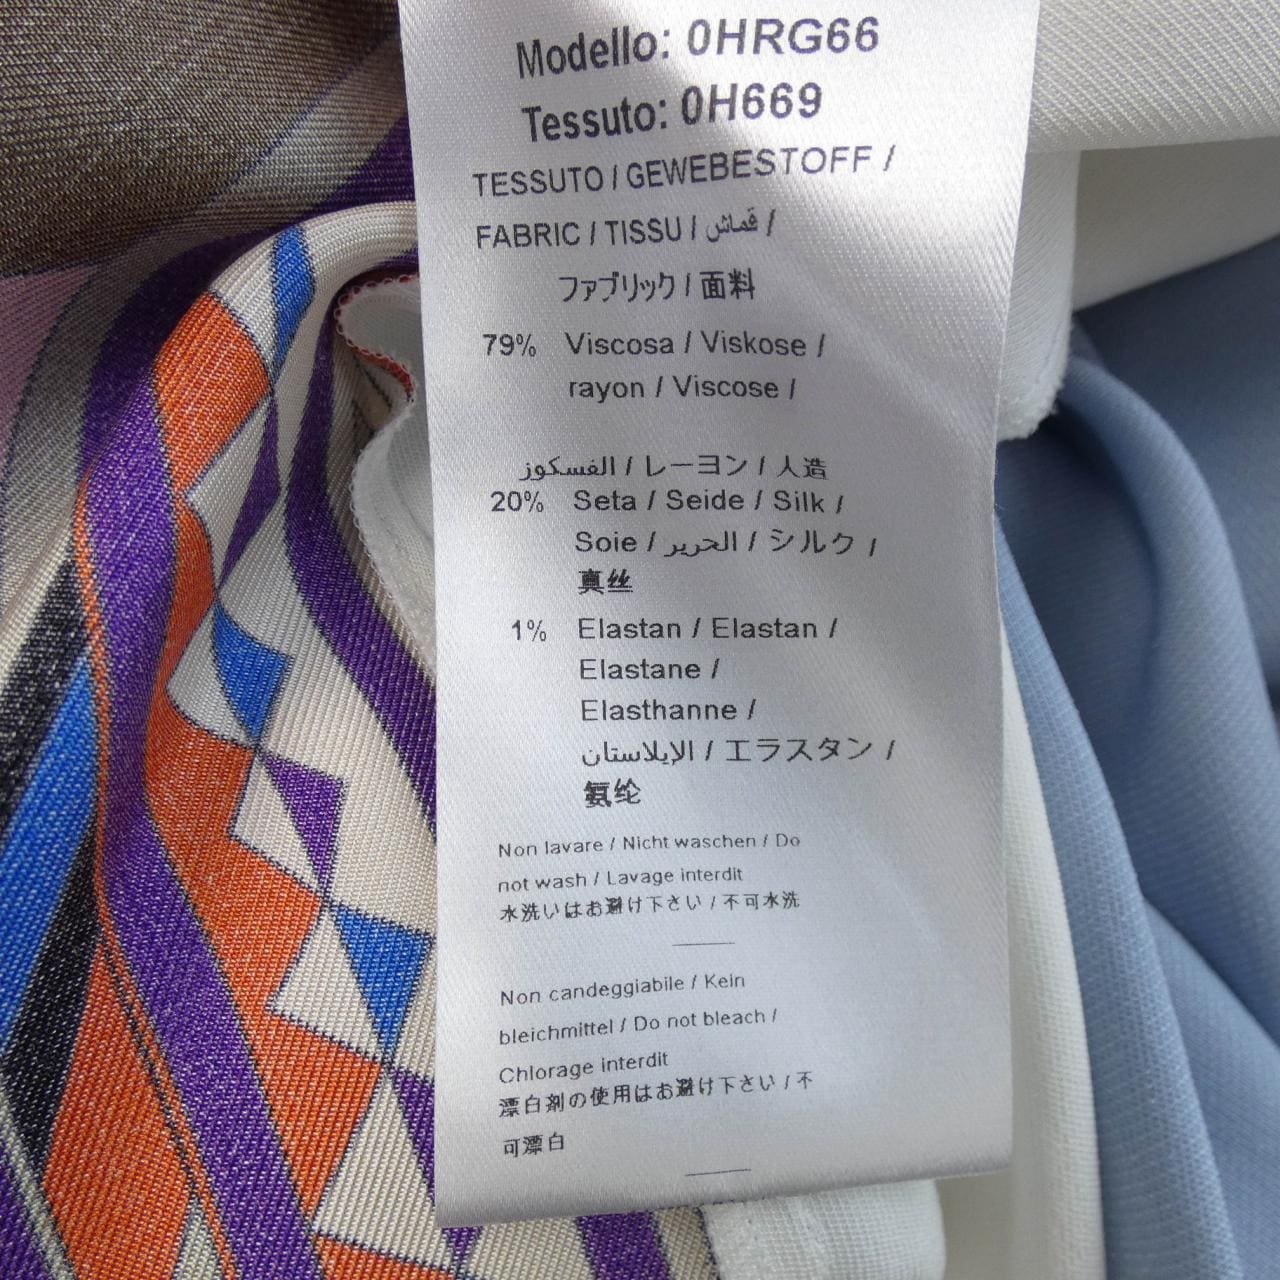 Modello: 0HRG66
Tessuto: 0H669
TESSUTO / GEWEBESTOFF /
FABRIC / TISSU / قماش /
ファブリック / 面料
79% Viscosa / Viskose /
rayon / Viscose /
الفسكوز / レーヨン / 人造
20% Seta / Seide / Silk /
Soie / الحرير / シルク /
真丝
1% Elastan / Elastan /
Elastane /
Elasthanne /
الإيلاستان / エラスタン /
氨纶
Non lavare / Nicht waschen / Do
not wash / Lavage interdit
水洗いはお避け下さい / 不可水洗
Non candeggiabile / Kein
bleichmittel / Do not bleach /
Chlorage interdit
漂白剤の使用はお避け下さい / 不
可漂白